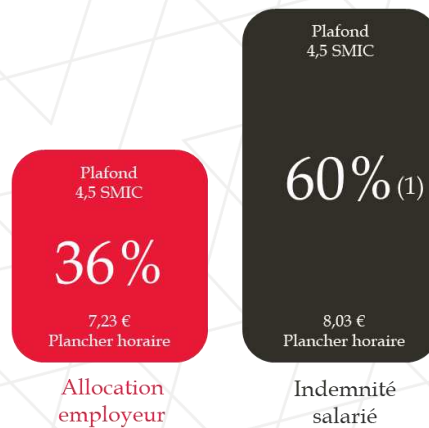 Plafond
4,5 SMIC
36%
7,23 €
Plancher horaire
Allocation
employeur
Plafond
4,5 SMIC
60% (1)
8,03 €
Plancher horaire
Indemnité
salarié